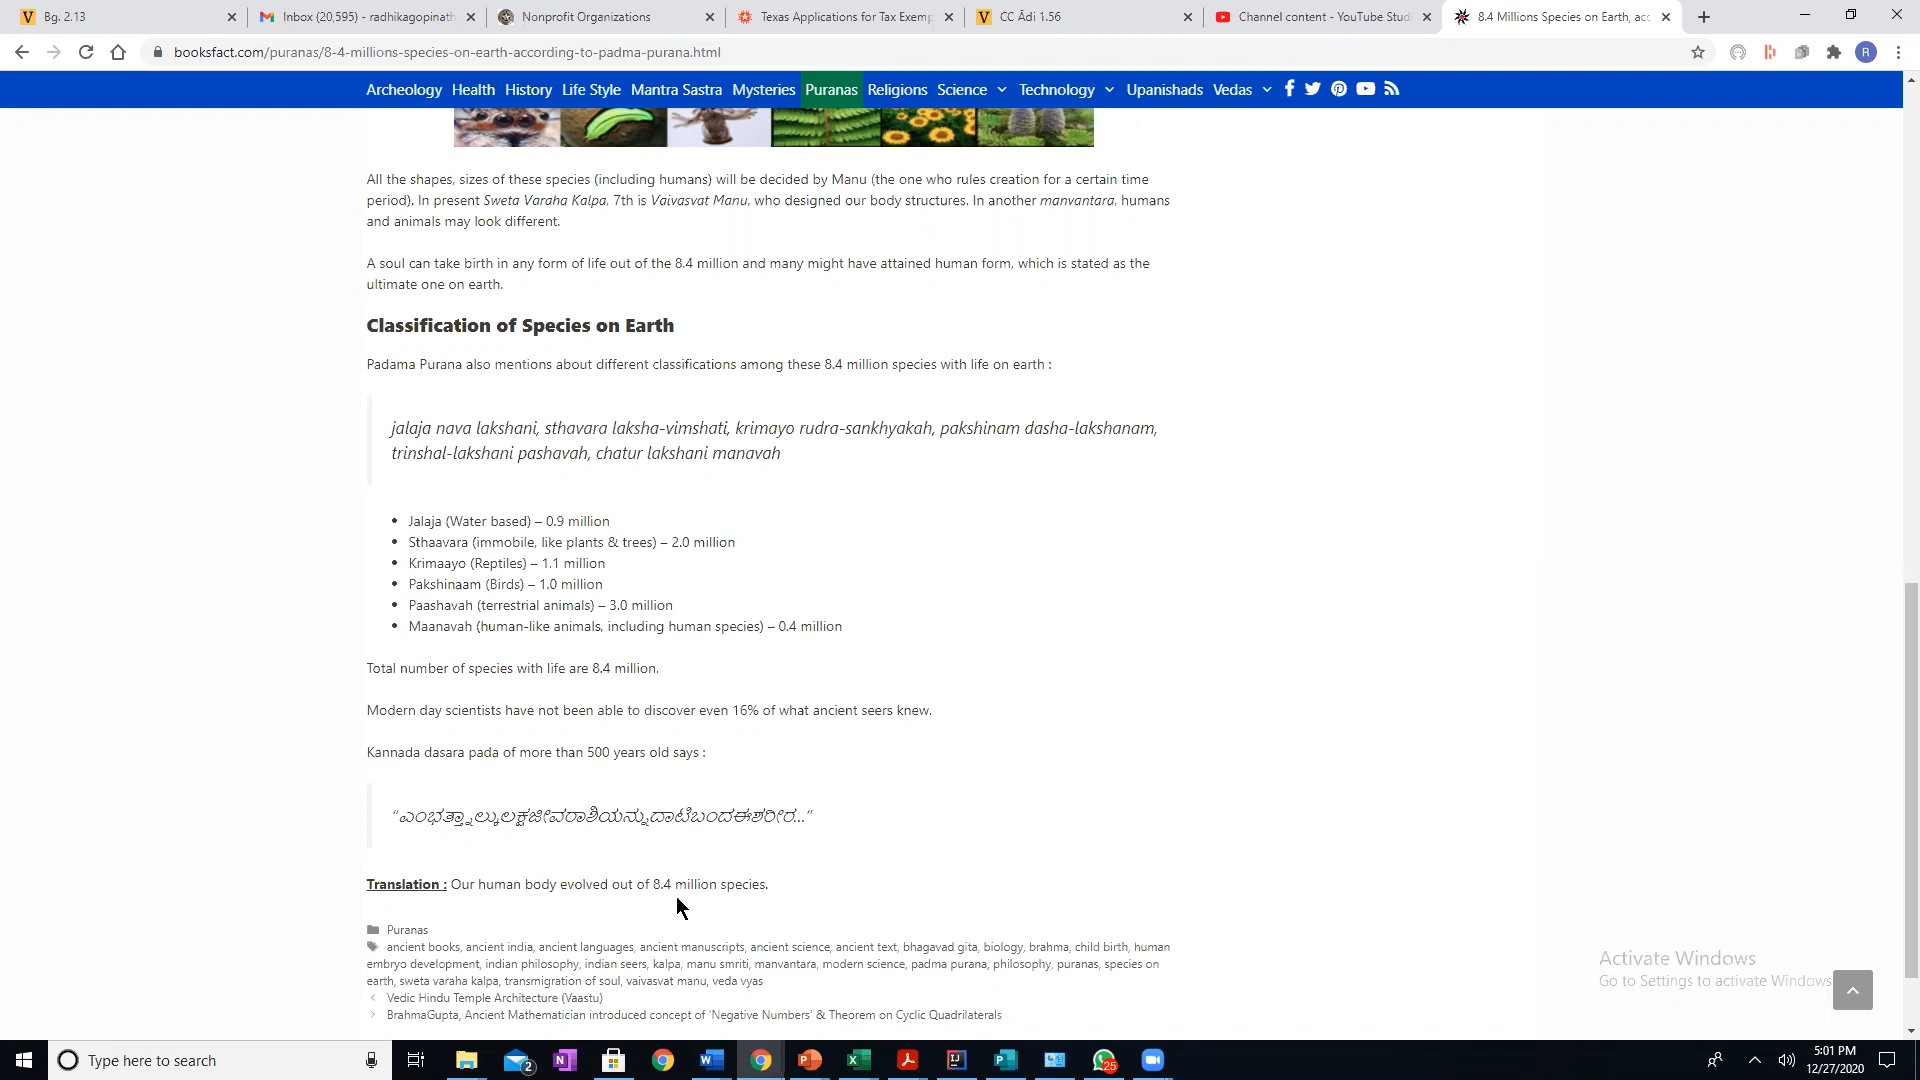 Bg. 2.13
Inbox (20,595) - radhikagopinath
Nonprofit Organizations
Texas Applications for Tax Exemp
CC Ādi 1.56
Channel content - YouTube Stud
8.4 Millions Species on Earth, acc
booksfact.com/puranas/8-4-millions-species-on-earth-according-to-padma-purana.html
R
Archeology Health History Life Style Mantra Sastra Mysteries Puranas Religions Science Technology Upanishads Vedas
All the shapes, sizes of these species (including humans) will be decided by Manu (the one who rules creation for a certain time
period). In present Sweta Varaha Kalpa, 7th is Vaivasvat Manu, who designed our body structures. In another manvantara, humans
and animals may look different.
A soul can take birth in any form of life out of the 8.4 million and many might have attained human form, which is stated as the
ultimate one on earth.
Classification of Species on Earth
Padama Purana also mentions about different classifications among these 8.4 million species with life on earth :
jalaja nava lakshani, sthavara laksha-vimshati, krimayo rudra-sankhyakah, pakshinam dasha-lakshanam,
trinshal-lakshani pashavah, chatur lakshani manavah
• Jalaja (Water based) – 0.9 million
• Sthaavara (immobile, like plants & trees) – 2.0 million
• Krimaayo (Reptiles) – 1.1 million
• Pakshinaam (Birds) – 1.0 million
• Paashavah (terrestrial animals) – 3.0 million
• Maanavah (human-like animals, including human species) – 0.4 million
Total number of species with life are 8.4 million.
Modern day scientists have not been able to discover even 16% of what ancient seers knew.
Kannada dasara pada of more than 500 years old says :
“ಎಂಭತ್ತ್ನಾಲ್ಕುಲಕ್ಷಜೀವರಾಶಿಯನ್ನುದಾಟಿಬಂದಈಶರೀರ…”
Translation : Our human body evolved out of 8.4 million species.
Puranas
ancient books, ancient india, ancient languages, ancient manuscripts, ancient science, ancient text, bhagavad gita, biology, brahma, child birth, human
embryo development, indian philosophy, indian seers, kalpa, manu smriti, manvantara, modern science, padma purana, philosophy, puranas, species on
earth, sweta varaha kalpa, transmigration of soul, vaivasvat manu, veda vyas
Vedic Hindu Temple Architecture (Vaastu)
BrahmaGupta, Ancient Mathematician introduced concept of 'Negative Numbers' & Theorem on Cyclic Quadrilaterals
Activate Windows
Go to Settings to activate Windows.
Type here to search
2
25
5:01 PM
12/27/2020